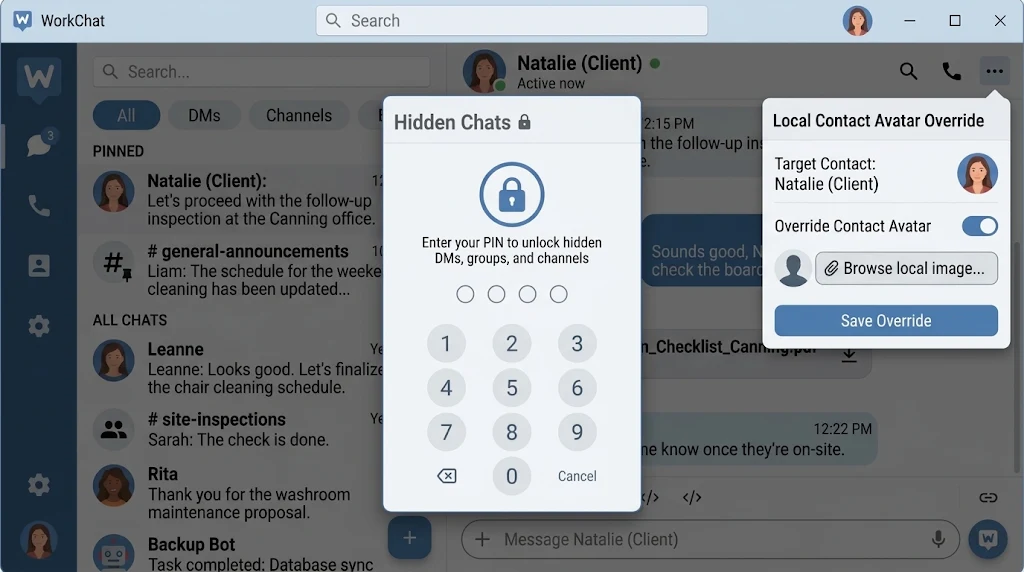 WorkChat
Search
W
3
Search...
All
DMs
Channels
PINNED
Natalie (Client):
12
Let's proceed with the follow-up
inspection at the Canning office.
# general-announcements
10
Liam: The schedule for the weeke
cleaning has been updated...
ALL CHATS
Leanne
Ye
Leanne: Looks good. Let's finalize
the chair cleaning schedule.
# site-inspections
Ye
Sarah: The check is done.
Rita
Thank you for the washroom
maintenance proposal.
Backup Bot
Task completed: Database sync
+
Natalie (Client)
Active now
2:15 PM
the follow-up ins
e.
Sounds good, N
check the board
n_Checklist_Canning.pdf
12:22 PM
me know once they're on-site.
</>
</>
Message Natalie (Client)
W
Hidden Chats
Enter your PIN to unlock hidden
DMs, groups, and channels
1 2 3
4 5 6
7 8 9
0 Cancel
Local Contact Avatar Override
Target Contact:
Natalie (Client)
Override Contact Avatar
Browse local image...
Save Override